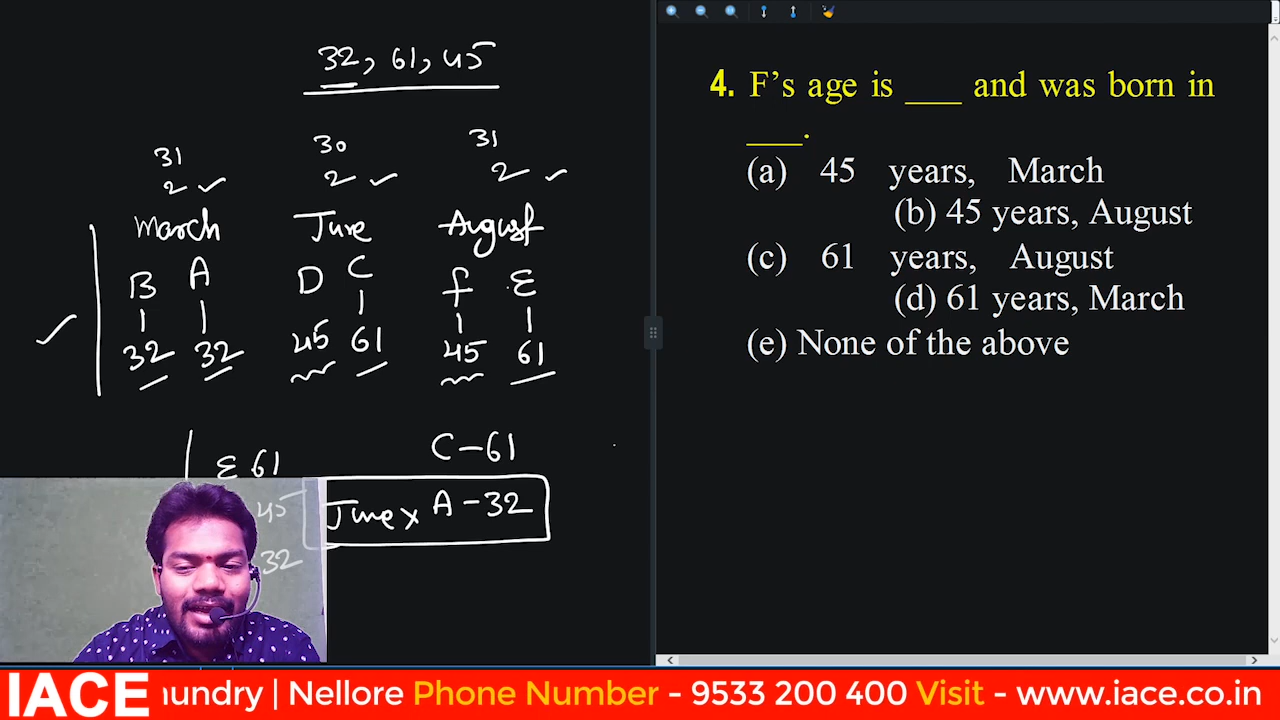 32, 61, 45
31 30 31
2 ✓ 2 ✓ 2 ✓
March June August
B A D C F E
32 32 45 61 45 61
C-61
E 61
45
June x A-32
32
4. F's age is ___ and was born in
___.
(a) 45 years, March
(b) 45 years, August
(c) 61 years, August
(d) 61 years, March
(e) None of the above
IACE
undry | Nellore Phone Number - 9533 200 400 Visit - www.iace.co.in